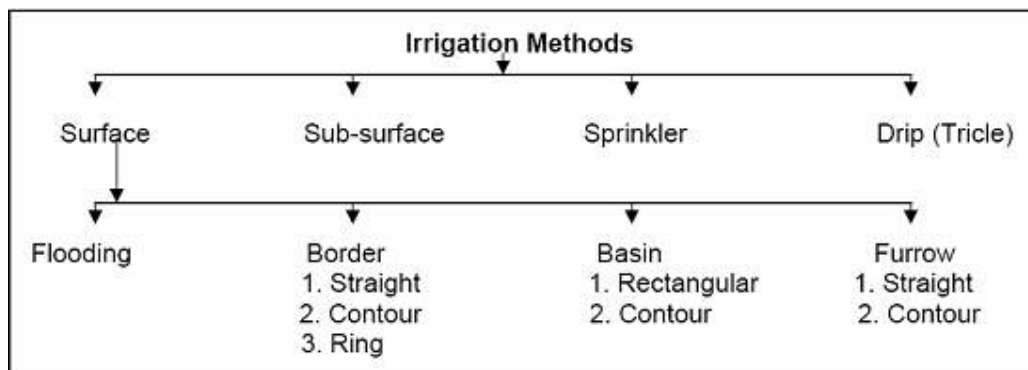 Irrigation Methods
Surface Sub-surface Sprinkler Drip (Tricle)
Flooding Border Basin Furrow
1. Straight 1. Rectangular 1. Straight
2. Contour 2. Contour 2. Contour
3. Ring